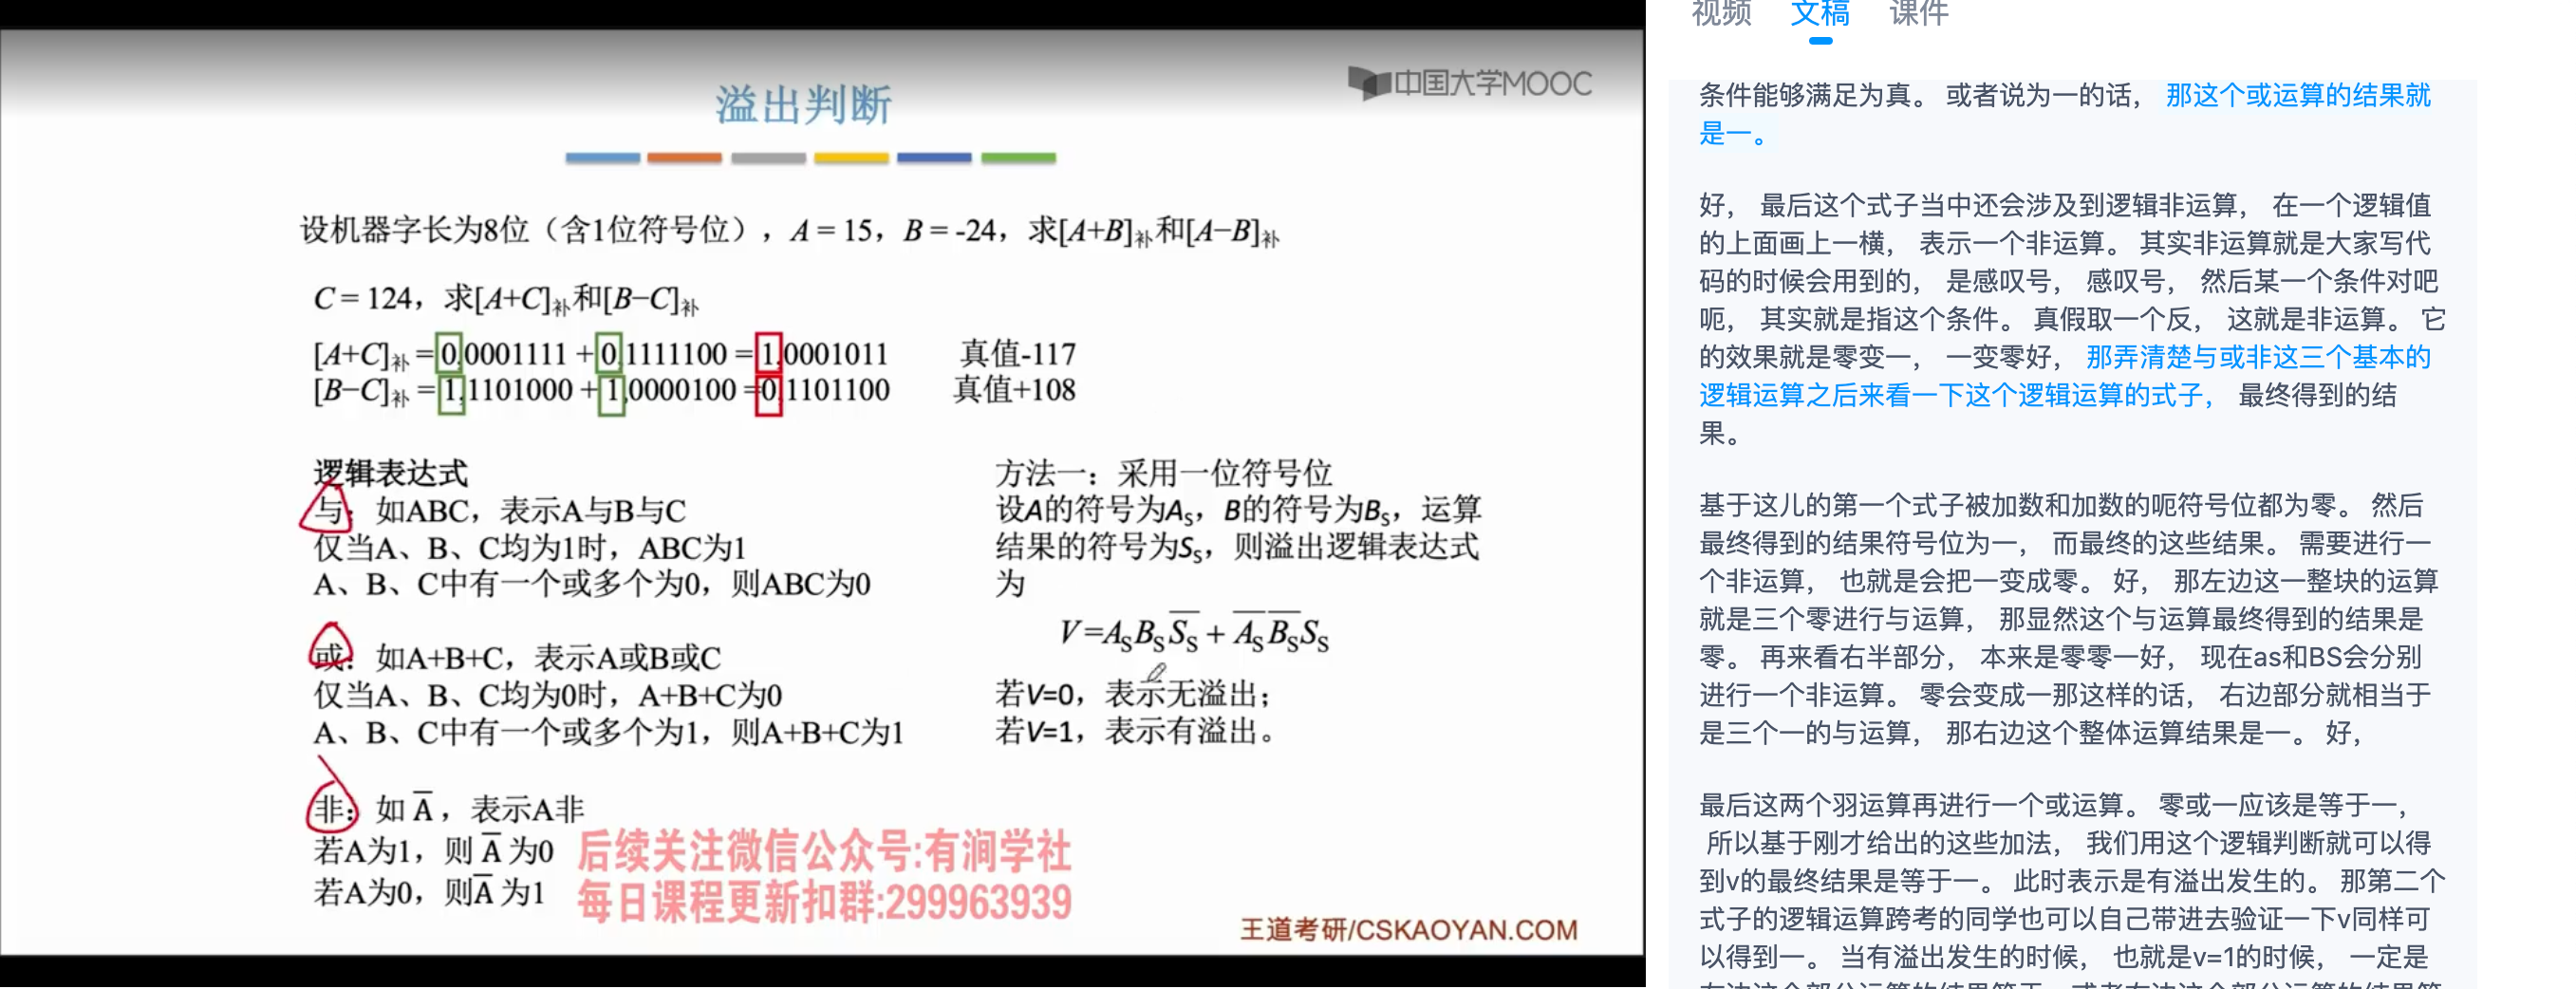 中国大学MOOC
溢出判断
设机器字长为8位（含1位符号位），A = 15，B = -24，求[A+B]补和[A−B]补
C = 124，求[A+C]补和[B−C]补
[A+C]补 = 0,0001111 + 0,1111100 = 1,0001011 真值-117
[B−C]补 = 1,1101000 + 1,0000100 =0,1101100 真值+108
逻辑表达式
与：如ABC，表示A与B与C
仅当A、B、C均为1时，ABC为1
A、B、C中有一个或多个为0，则ABC为0
或：如A+B+C，表示A或B或C
仅当A、B、C均为0时，A+B+C为0
A、B、C中有一个或多个为1，则A+B+C为1
非：如 A̅，表示A非
若A为1，则 A̅ 为0
若A为0，则A̅ 为1
方法一：采用一位符号位
设A的符号为AS，B的符号为BS，运算
结果的符号为SS，则溢出逻辑表达式
为
V=ASBSS̅S̅ + A̅S̅B̅S̅SS
若V=0，表示无溢出；
若V=1，表示有溢出。
后续关注微信公众号:有涧学社
每日课程更新扣群:299963939
王道考研/CSKAOYAN.COM
视频 文稿 课件
条件能够满足为真。 或者说为一的话， 那这个或运算的结果就
是一。
好， 最后这个式子当中还会涉及到逻辑非运算， 在一个逻辑值
的上面画上一横， 表示一个非运算。 其实非运算就是大家写代
码的时候会用到的， 是感叹号， 感叹号， 然后某一个条件对吧
呃， 其实就是指这个条件。 真假取一个反， 这就是非运算。 它
的效果就是零变一， 一变零好， 那弄清楚与或非这三个基本的
逻辑运算之后来看一下这个逻辑运算的式子， 最终得到的结
果。
基于这儿的第一个式子被加数和加数的呃符号位都为零。 然后
最终得到的结果符号位为一， 而最终的这些结果。 需要进行一
个非运算， 也就是会把一变成零。 好， 那左边这一整块的运算
就是三个零进行与运算， 那显然这个与运算最终得到的结果是
零。 再来看右半部分， 本来是零零一好， 现在as和BS会分别
进行一个非运算。 零会变成一那这样的话， 右边部分就相当于
是三个一的与运算， 那右边这个整体运算结果是一。 好，
最后这两个羽运算再进行一个或运算。 零或一应该是等于一，
所以基于刚才给出的这些加法， 我们用这个逻辑判断就可以得
到v的最终结果是等于一。 此时表示是有溢出发生的。 那第二个
式子的逻辑运算跨考的同学也可以自己带进去验证一下v同样可
以得到一。 当有溢出发生的时候， 也就是v=1的时候， 一定是